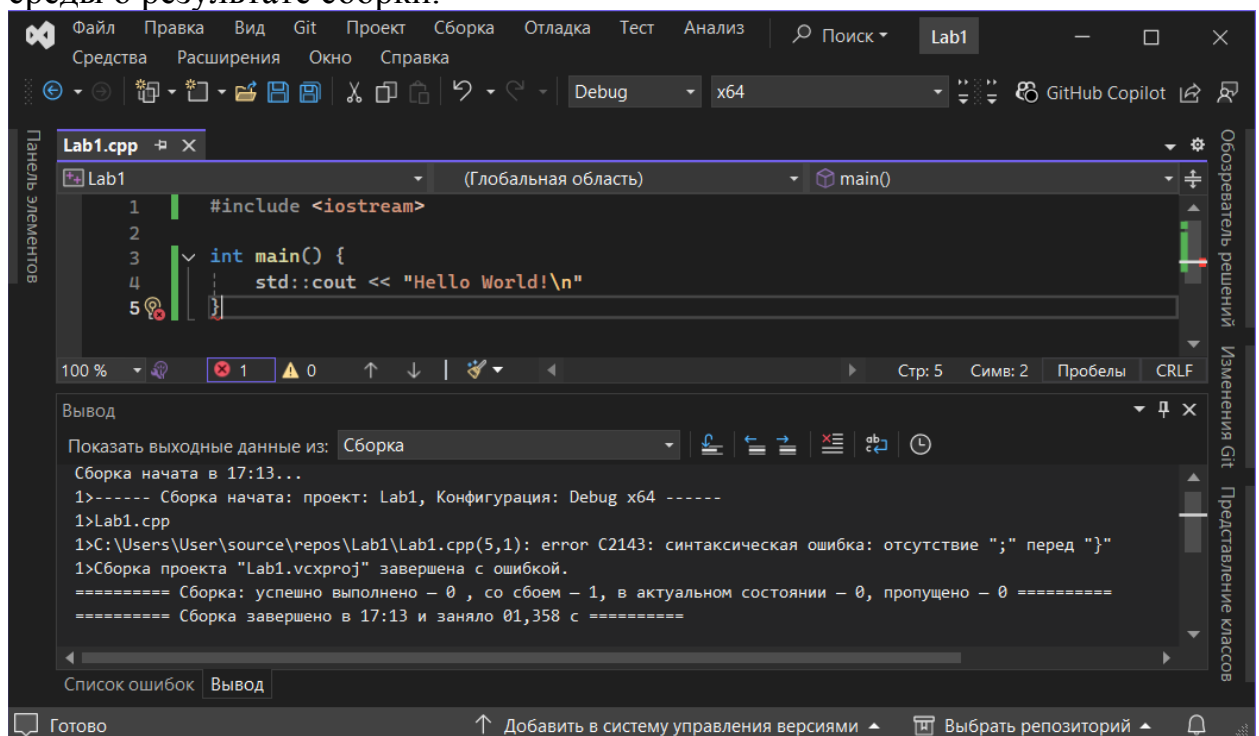 среды о результате сборки.
Файл Правка Вид Git Проект Сборка Отладка Тест Анализ Поиск Lab1
Средства Расширения Окно Справка
Debug x64 GitHub Copilot
Панель элементов
Lab1.cpp
Lab1 (Глобальная область) main()
1 #include <iostream>
2
3 int main() {
4 std::cout << "Hello World!\n"
5 }
100 % 1 0 Стр: 5 Симв: 2 Пробелы CRLF
Вывод
Показать выходные данные из: Сборка
Сборка начата в 17:13...
1>------ Сборка начата: проект: Lab1, Конфигурация: Debug x64 ------
1>Lab1.cpp
1>C:\Users\User\source\repos\Lab1\Lab1.cpp(5,1): error C2143: синтаксическая ошибка: отсутствие ";" перед "}"
1>Сборка проекта "Lab1.vcxproj" завершена с ошибкой.
========== Сборка: успешно выполнено — 0 , со сбоем — 1, в актуальном состоянии — 0, пропущено — 0 ==========
========== Сборка завершено в 17:13 и заняло 01,358 с ==========
Список ошибок Вывод
Готово Добавить в систему управления версиями Выбрать репозиторий
Обозреватель решений
Изменения Git
Представление классов